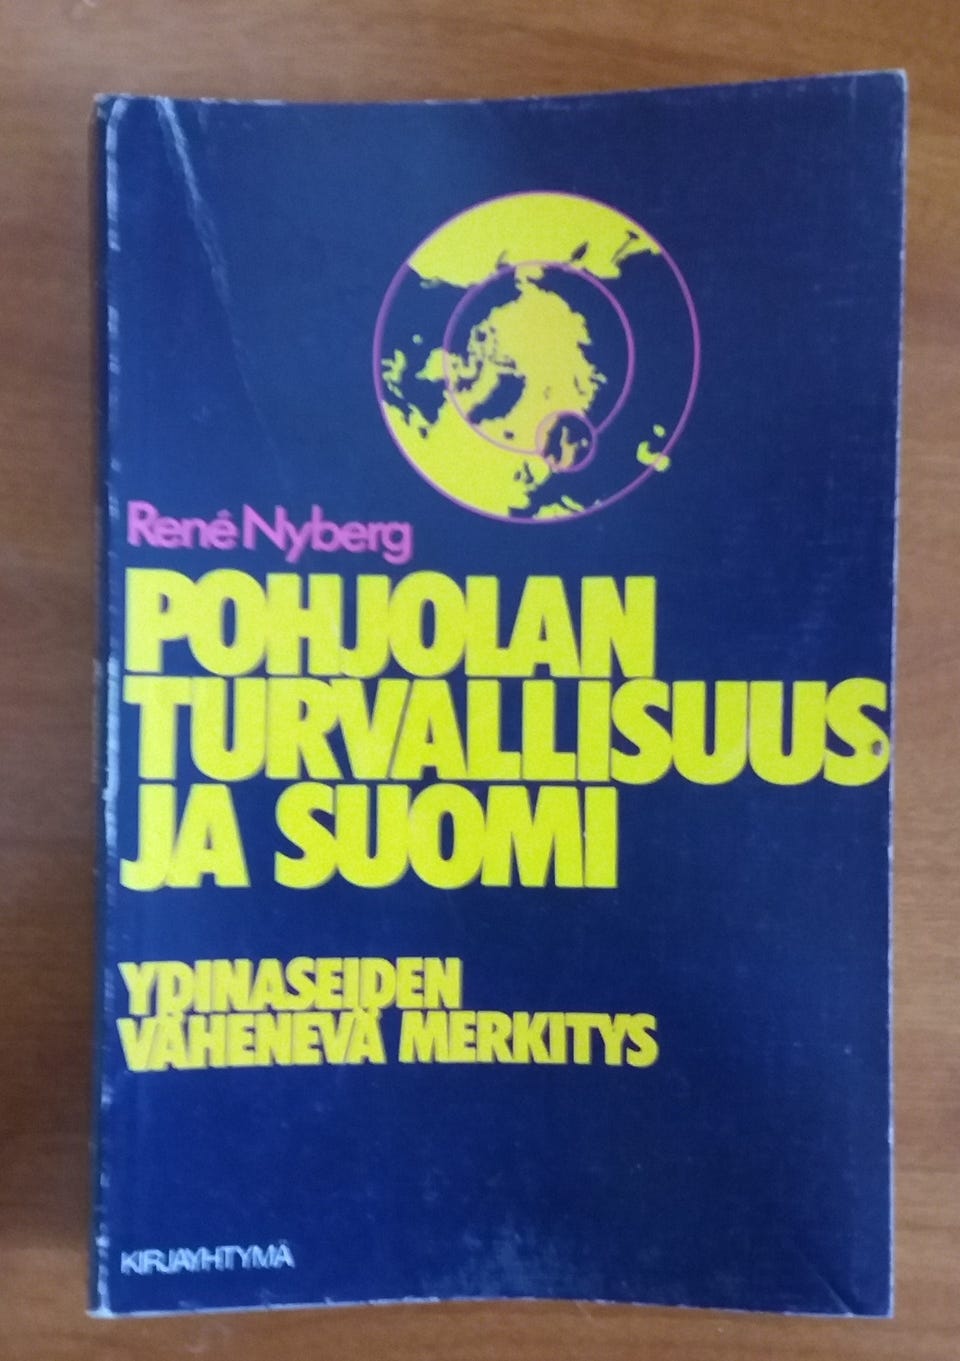 René Nyberg
POHJOLAN
TURVALLISUUS
JA SUOMI
YDINASEIDEN
VÄHENEVÄ MERKITYS
KIRJAYHTYMÄ